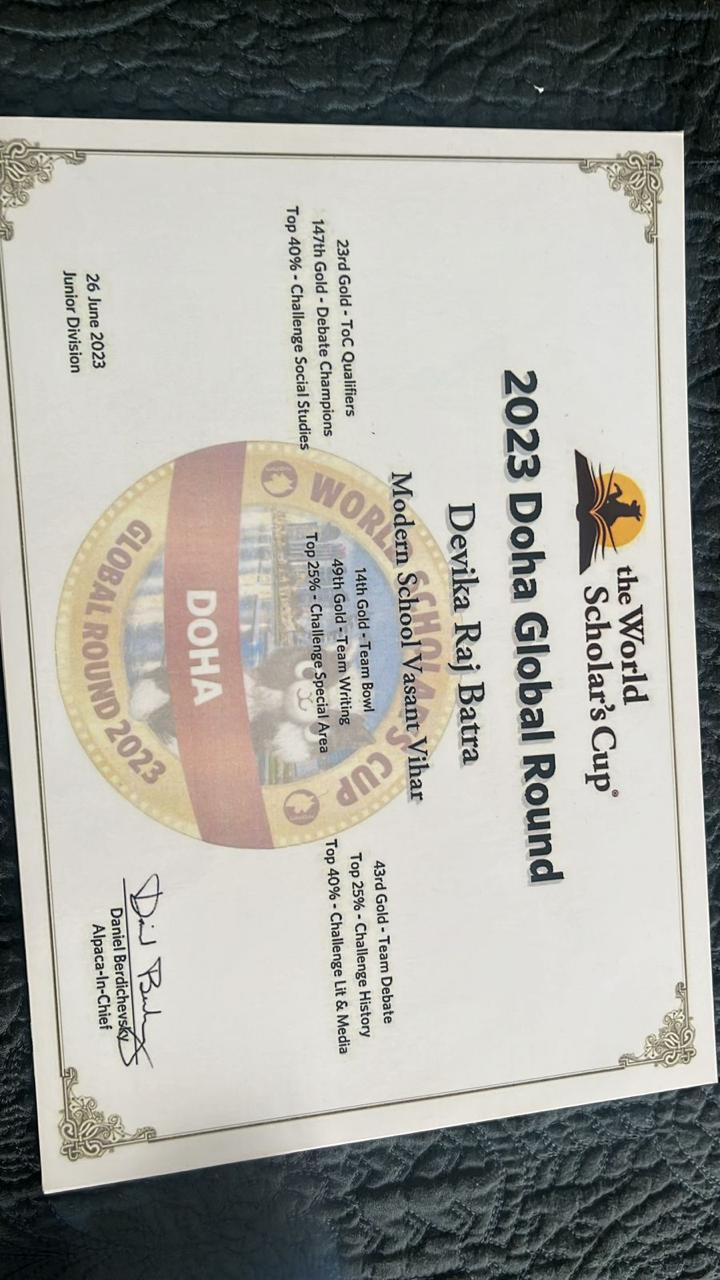 the World
Scholar's Cup®
2023 Doha Global Round
Devika Raj Batra
Modern School Vasant Vihar
23rd Gold - ToC Qualifiers
147th Gold - Debate Champions
Top 40% - Challenge Social Studies
14th Gold - Team Bowl
49th Gold - Team Writing
Top 25% - Challenge Special Area
43rd Gold - Team Debate
Top 25% - Challenge History
Top 40% - Challenge Lit & Media
WORLD SCHOLAR'S CUP
DOHA
GLOBAL ROUND 2023
26 June 2023
Junior Division
Daniel Berdichevsky
Alpaca-In-Chief